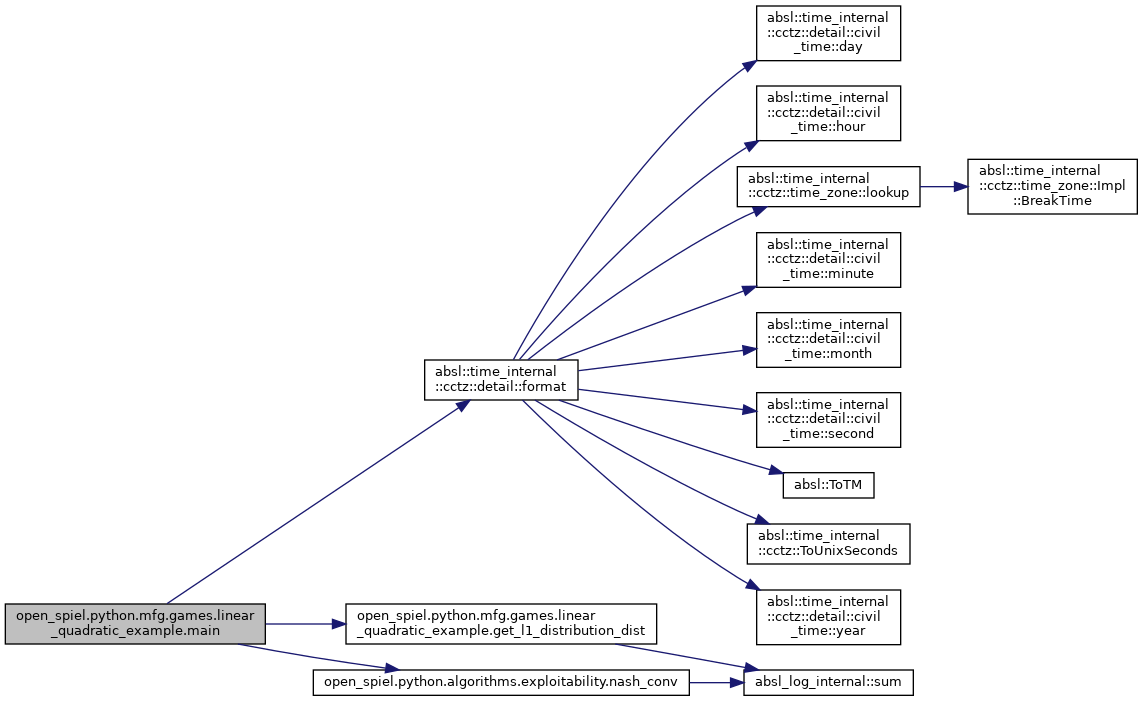 absl::time_internal
::cctz::detail::civil
_time::day
absl::time_internal
::cctz::detail::civil
_time::hour
absl::time_internal
::cctz::time_zone::lookup
absl::time_internal
::cctz::time_zone::Impl
::BreakTime
absl::time_internal
::cctz::detail::civil
_time::minute
absl::time_internal
::cctz::detail::civil
_time::month
absl::time_internal
::cctz::detail::format
absl::time_internal
::cctz::detail::civil
_time::second
absl::ToTM
absl::time_internal
::cctz::ToUnixSeconds
absl::time_internal
::cctz::detail::civil
_time::year
open_spiel.python.mfg.games.linear
_quadratic_example.main
open_spiel.python.mfg.games.linear
_quadratic_example.get_l1_distribution_dist
open_spiel.python.algorithms.exploitability.nash_conv
absl_log_internal::sum